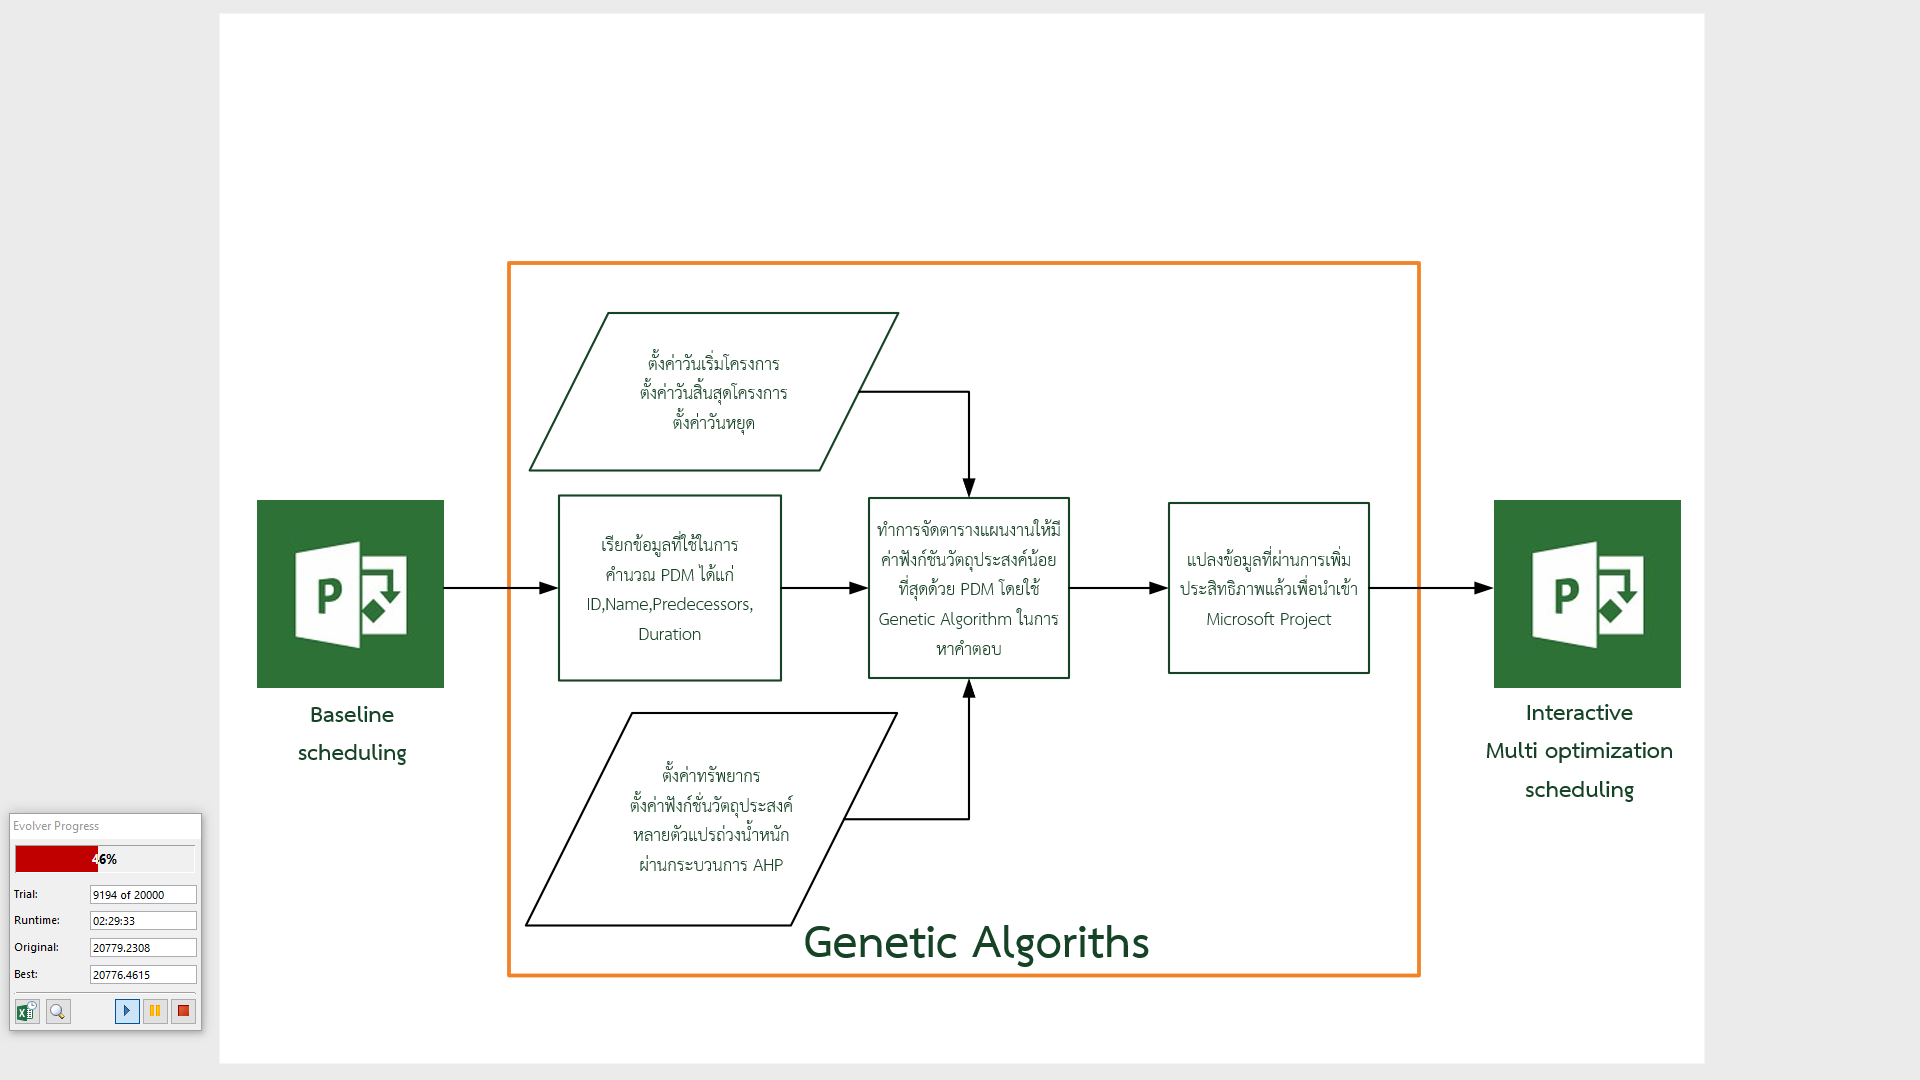 ตั้งค่าวันเริ่มโครงการ
ตั้งค่าวันสิ้นสุดโครงการ
ตั้งค่าวันหยุด
P
Baseline
scheduling
เรียกข้อมูลที่ใช้ในการ
คำนวณ PDM ได้แก่
ID,Name,Predecessors,
Duration
ทำการจัดตารางแผนงานให้มี
ค่าฟังก์ชันวัตถุประสงค์น้อย
ที่สุดด้วย PDM โดยใช้
Genetic Algorithm ในการ
หาคำตอบ
แปลงข้อมูลที่ผ่านการเพิ่ม
ประสิทธิภาพแล้วเพื่อนำเข้า
Microsoft Project
P
Interactive
Multi optimization
scheduling
ตั้งค่าทรัพยากร
ตั้งค่าฟังก์ชั่นวัตถุประสงค์
หลายตัวแปรถ่วงน้ำหนัก
ผ่านกระบวนการ AHP
Genetic Algoriths
Evolver Progress
46%
Trial: 9194 of 20000
Runtime: 02:29:33
Original: 20779.2308
Best: 20776.4615